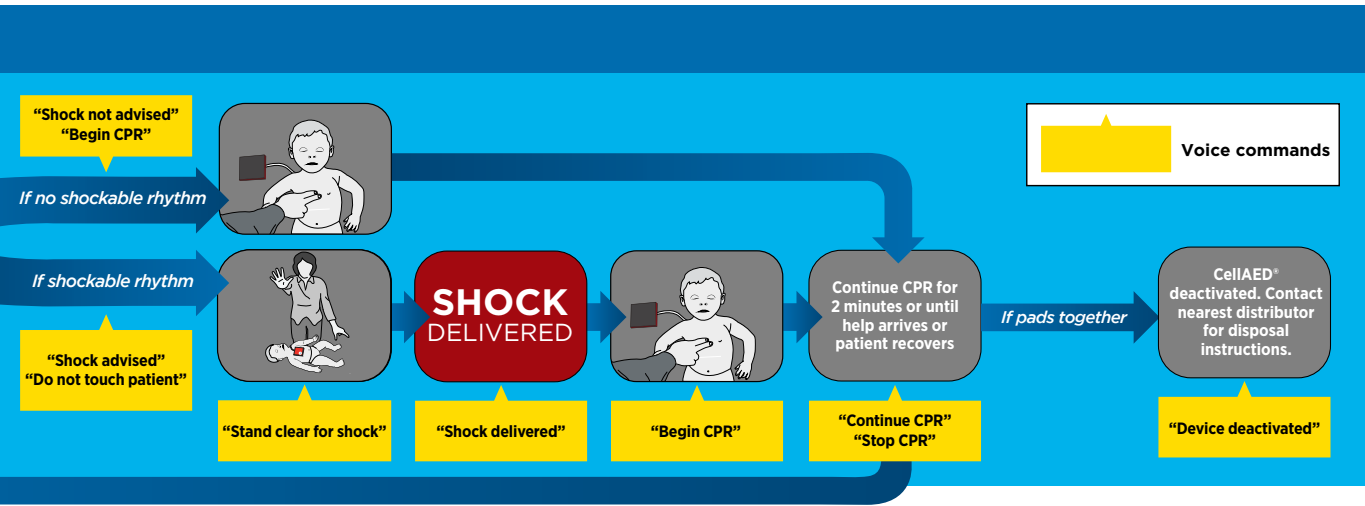 “Shock not advised”
“Begin CPR”
Voice commands
If no shockable rhythm
If shockable rhythm
“Shock advised”
“Do not touch patient”
“Stand clear for shock”
SHOCK
DELIVERED
“Shock delivered”
“Begin CPR”
Continue CPR for
2 minutes or until
help arrives or
patient recovers
“Continue CPR”
“Stop CPR”
If pads together
CellAED®
deactivated. Contact
nearest distributor
for disposal
instructions.
“Device deactivated”